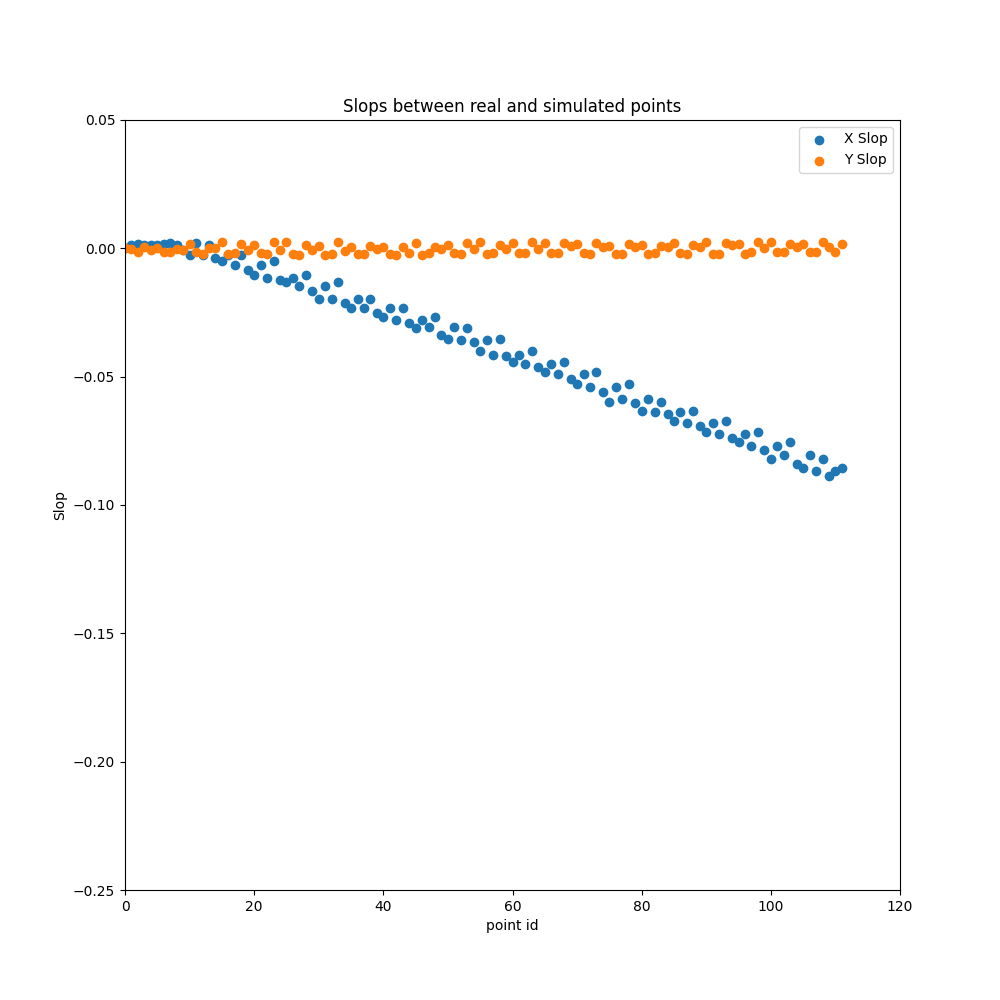 Slops between real and simulated points
X Slop
Y Slop
0.05
0.00
−0.05
−0.10
−0.15
−0.20
−0.25
Slop
0 20 40 60 80 100 120
point id